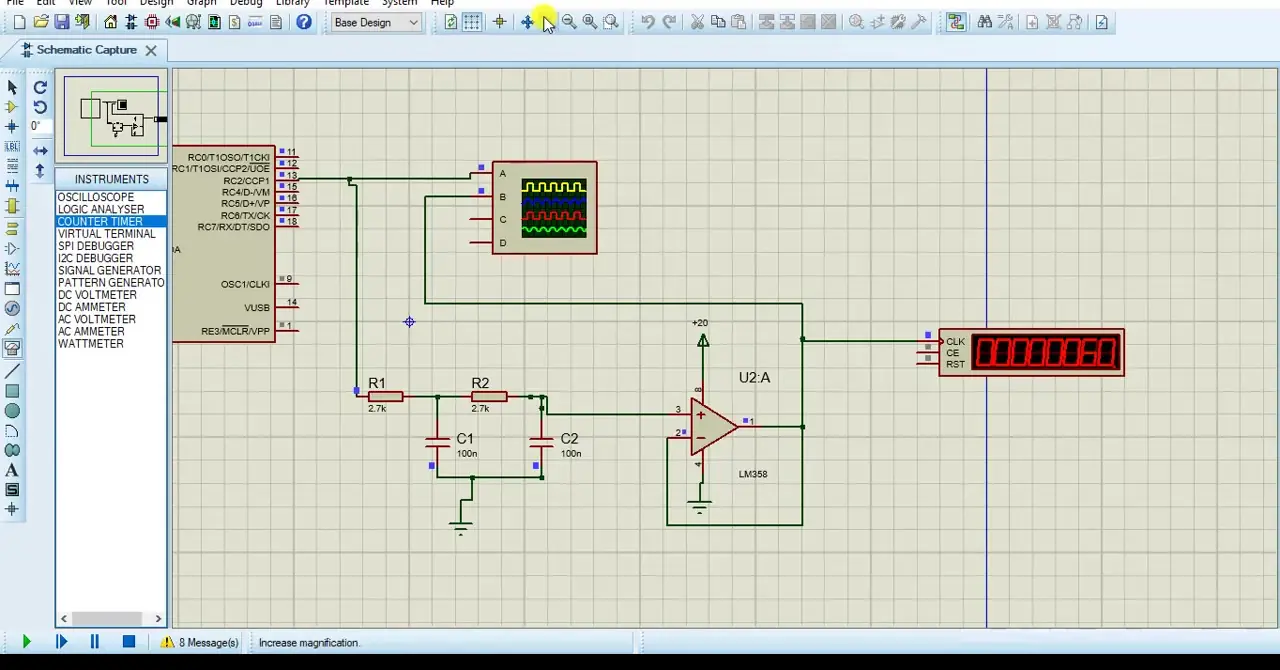 File Edit View Tool Design Graph Debug Library Template System Help
Base Design
Schematic Capture
0°
INSTRUMENTS
OSCILLOSCOPE
LOGIC ANALYSER
COUNTER TIMER
VIRTUAL TERMINAL
SPI DEBUGGER
I2C DEBUGGER
SIGNAL GENERATOR
PATTERN GENERATO
DC VOLTMETER
DC AMMETER
AC VOLTMETER
AC AMMETER
WATTMETER
RC0/T1OSO/T1CKI 11
RC1/T1OSI/CCP2/UOE 12
RC2/CCP1 13
RC4/D-/VM 15
RC5/D+/VP 16
RC6/TX/CK 17
RC7/RX/DT/SDO 18
OSC1/CLKI 9
VUSB 14
RE3/MCLR/VPP 1
A
B
C
D
+20
U2:A
8
3
2
1
4
LM358
CLK
CE
RST
00000060
R1
2.7k
R2
2.7k
C1
100n
C2
100n
8 Message(s)
Increase magnification.